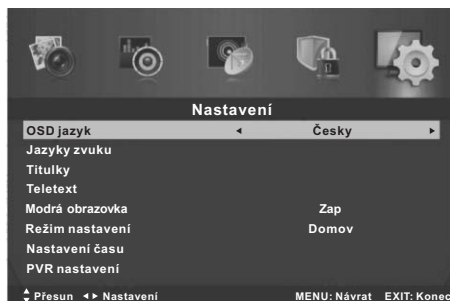 Nastavení
OSD jazyk ◄ Česky ►
Jazyky zvuku
Titulky
Teletext
Modrá obrazovka Zap
Režim nastavení Domov
Nastavení času
PVR nastavení
Přesun ◄► Nastavení MENU: Návrat EXIT: Konec